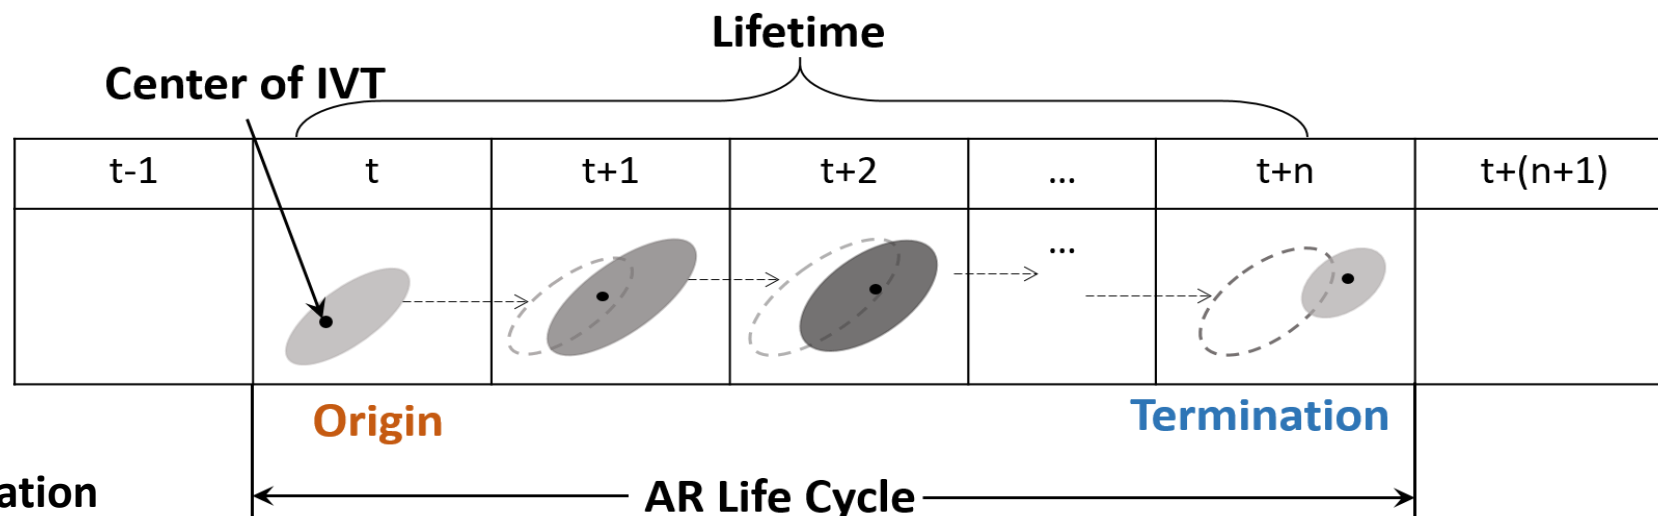 Lifetime
Center of IVT
t-1 t t+1 t+2 ... t+n t+(n+1)
...
Origin Termination
ation AR Life Cycle